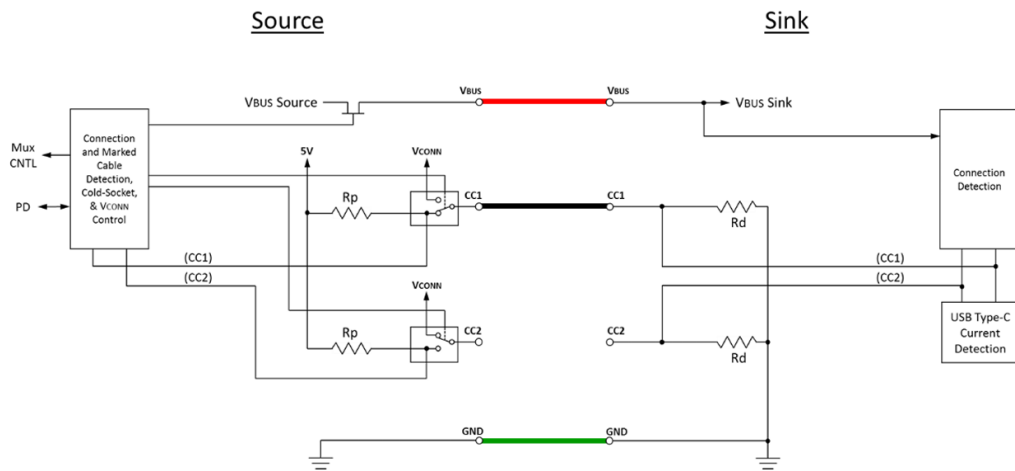 Source
Sink
VBUS Source
VBUS
VBUS
VBUS Sink
Mux
CNTL
PD
Connection
and Marked
Cable
Detection,
Cold-Socket,
& VCONN
Control
5V
VCONN
Rp
CC1
CC1
Rd
Connection
Detection
(CC1)
(CC2)
(CC1)
(CC2)
VCONN
Rp
CC2
CC2
Rd
USB Type-C
Current
Detection
GND
GND